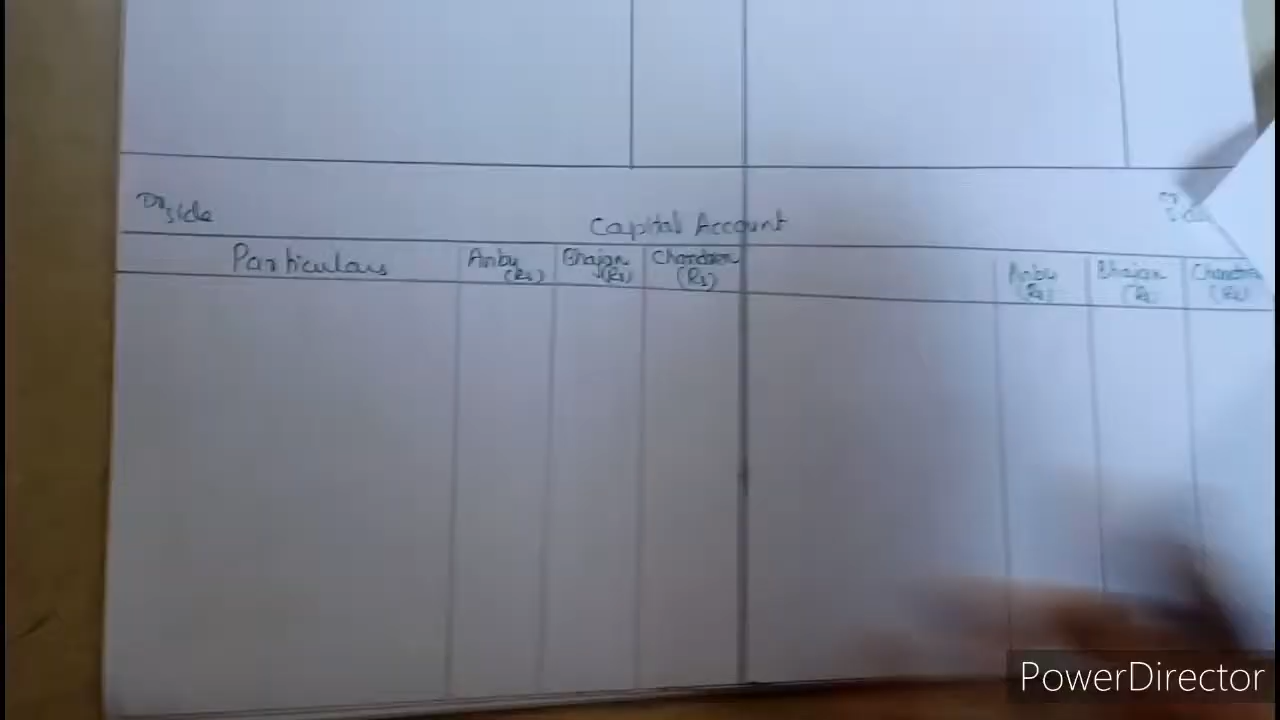 Dr side
Capital Account
Particulars Anbu (Rs) Bhajan (Rs) Chandran (Rs) Anbu (Rs) Bhajan (Rs)
PowerDirector